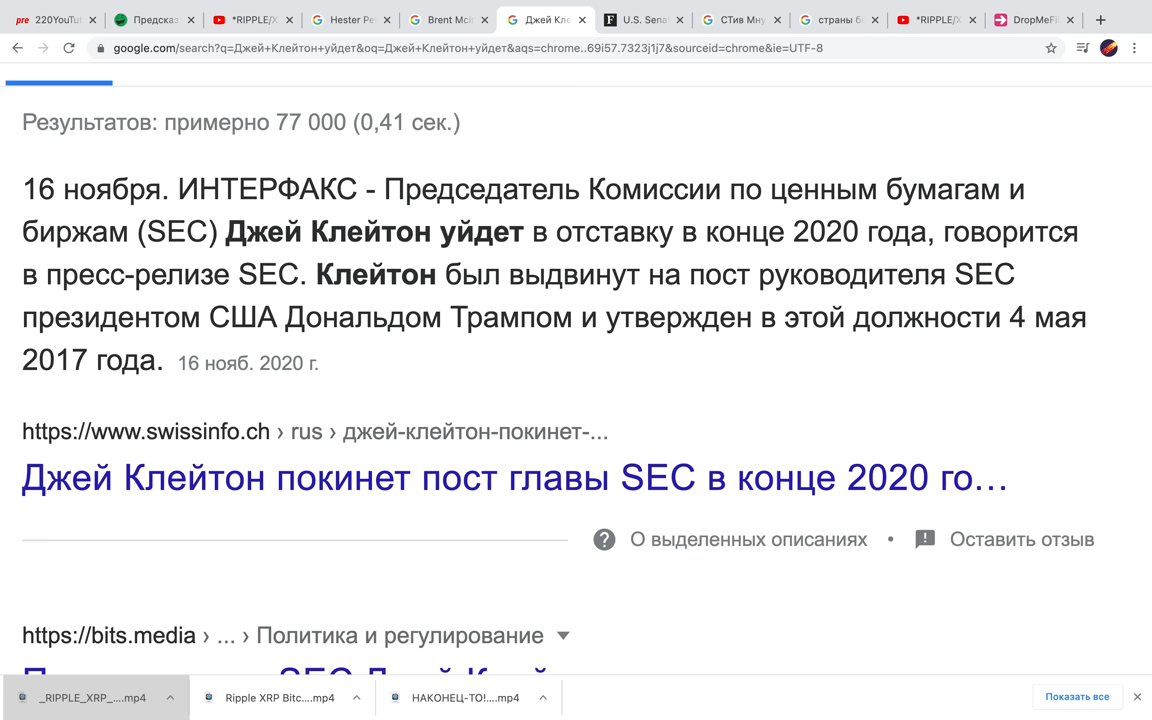 pre 220YouTu
Предсказ
*RIPPLE/X
Hester Pe
Brent Mci
Джей Кле
U.S. Sena
СТив Мну
страны б
*RIPPLE/X
DropMeFil
google.com/search?q=Джей+Клейтон+уйдет&oq=Джей+Клейтон+уйдет&aqs=chrome..69i57.7323j1j7&sourceid=chrome&ie=UTF-8
Результатов: примерно 77 000 (0,41 сек.)
16 ноября. ИНТЕРФАКС - Председатель Комиссии по ценным бумагам и
биржам (SEC) Джей Клейтон уйдет в отставку в конце 2020 года, говорится
в пресс-релизе SEC. Клейтон был выдвинут на пост руководителя SEC
президентом США Дональдом Трампом и утвержден в этой должности 4 мая
2017 года. 16 нояб. 2020 г.
https://www.swissinfo.ch › rus › джей-клейтон-покинет-...
Джей Клейтон покинет пост главы SEC в конце 2020 го…
О выделенных описаниях • Оставить отзыв
https://bits.media › ... › Политика и регулирование
_RIPPLE_XRP_....mp4
Ripple XRP Bitc....mp4
НАКОНЕЦ-ТО!....mp4
Показать все